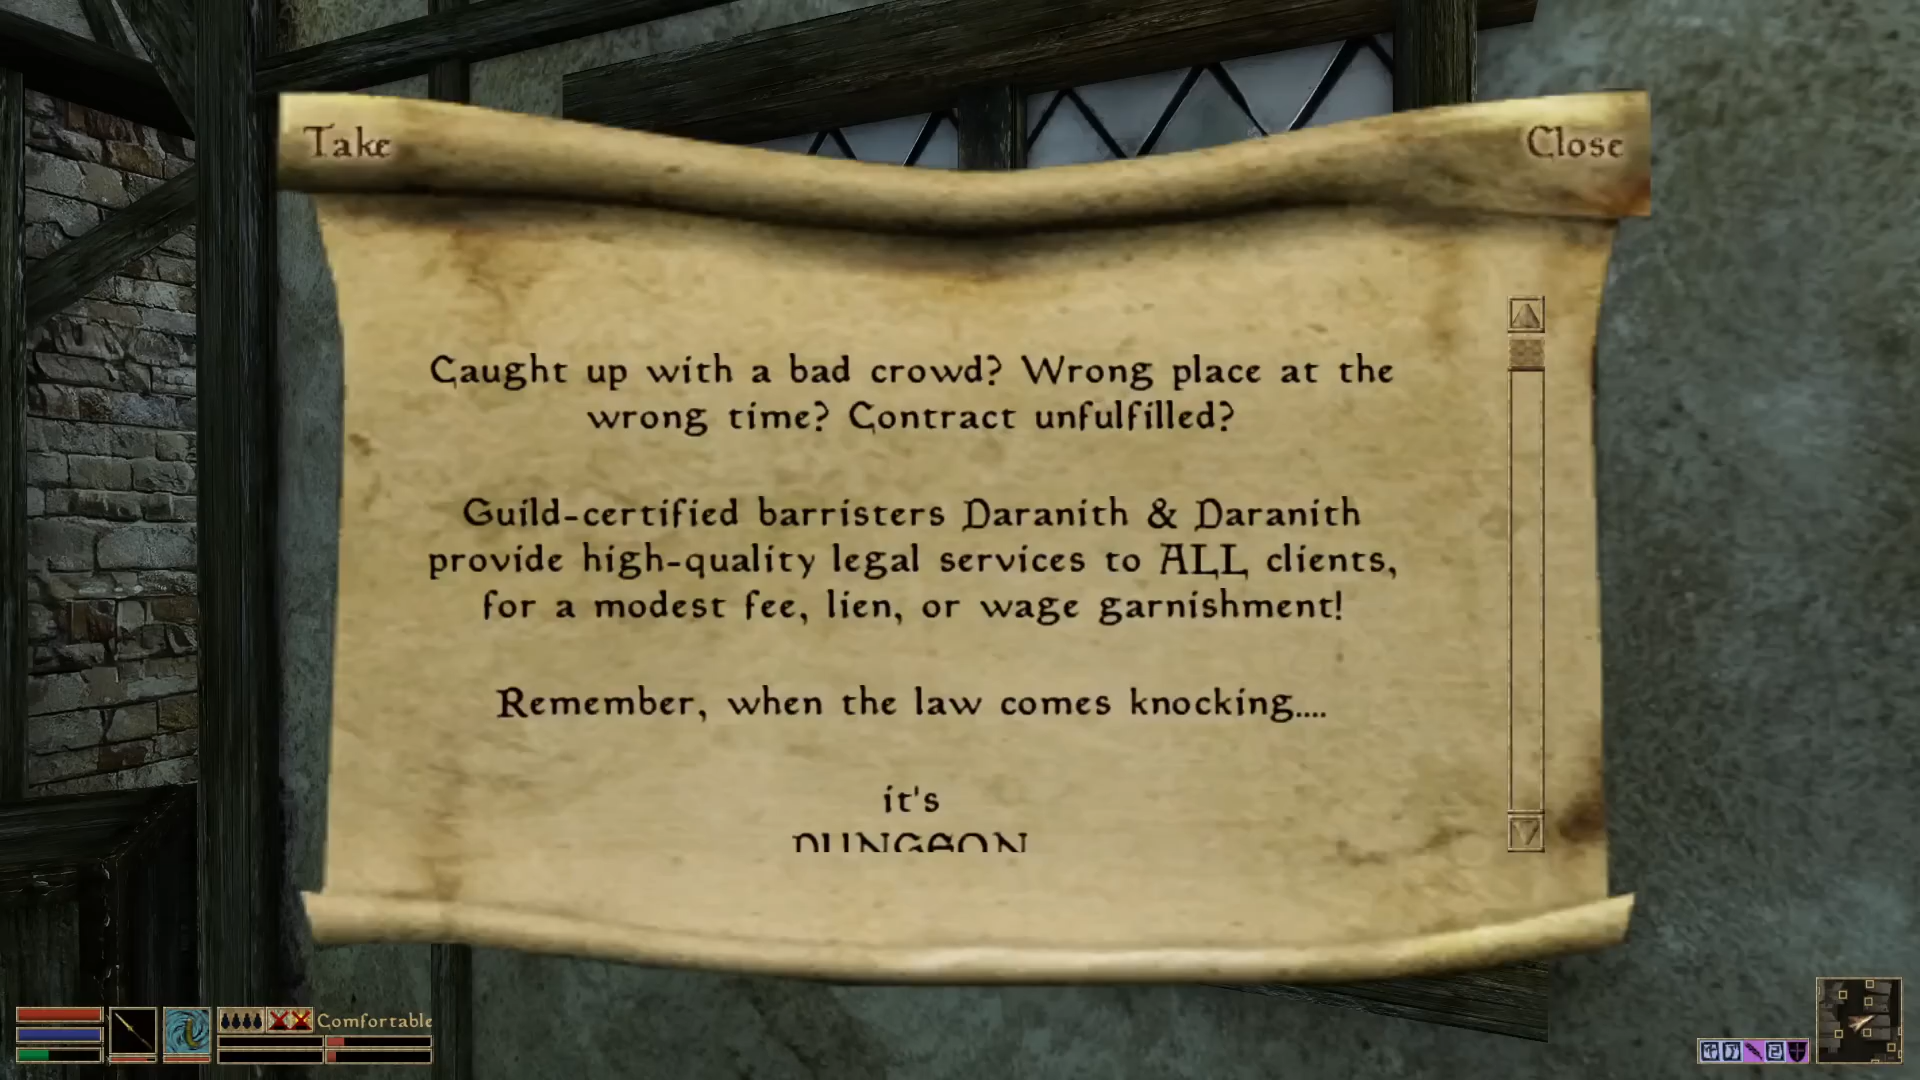 Take
Close
Caught up with a bad crowd? Wrong place at the
wrong time? Contract unfulfilled?
Guild-certified barristers Daranith & Daranith
provide high-quality legal services to ALL clients,
for a modest fee, lien, or wage garnishment!
Remember, when the law comes knocking....
it's
DUNGEON
Comfortable